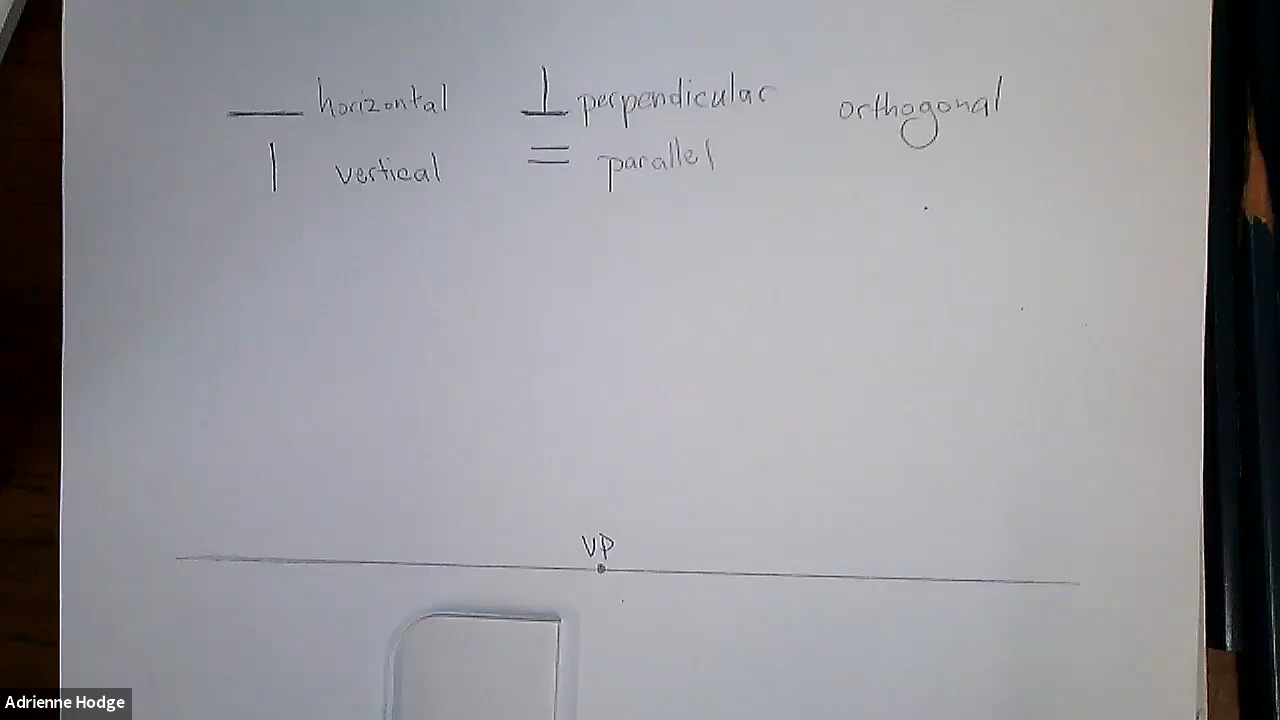 horizontal perpendicular orthogonal
vertical parallel
VP
Adrienne Hodge